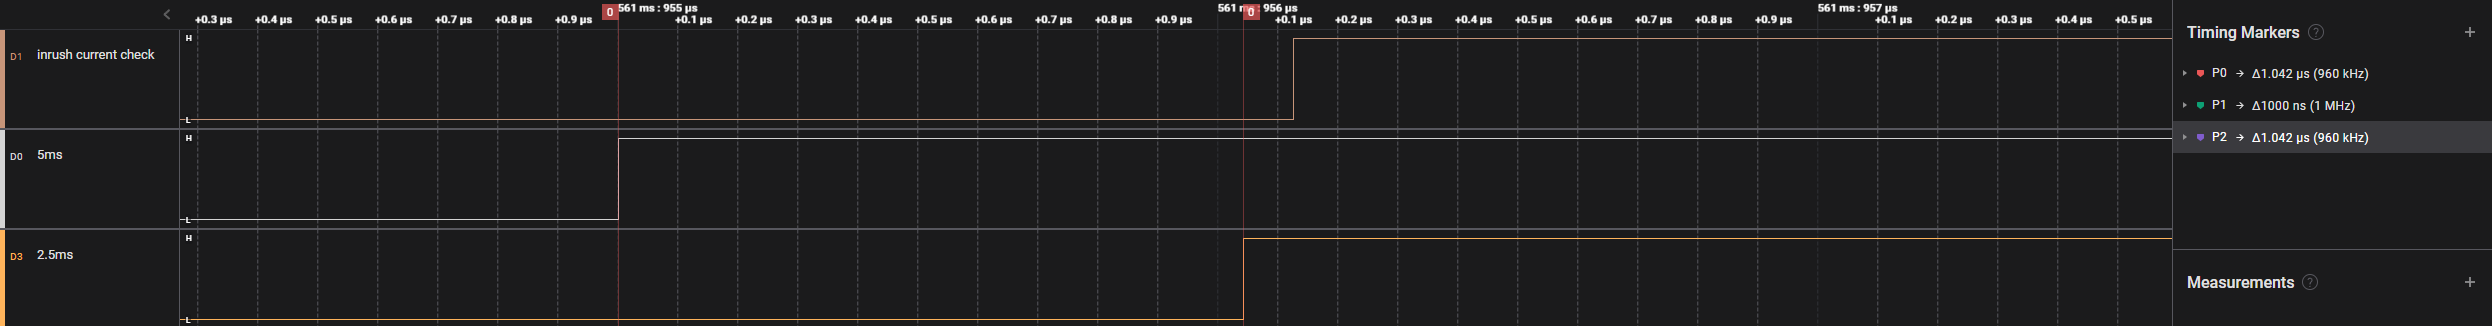 561 ms : 955 µs 561 ms : 956 µs 561 ms : 957 µs
+0.3 µs +0.4 µs +0.5 µs +0.6 µs +0.7 µs +0.8 µs +0.9 µs 0 +0.1 µs +0.2 µs +0.3 µs +0.4 µs +0.5 µs +0.6 µs +0.7 µs +0.8 µs +0.9 µs 0 +0.1 µs +0.2 µs +0.3 µs +0.4 µs +0.5 µs +0.6 µs +0.7 µs +0.8 µs +0.9 µs +0.1 µs +0.2 µs +0.3 µs +0.4 µs +0.5 µs
H
D1 inrush current check
L
H
D0 5ms
L
H
D3 2.5ms
L
Timing Markers ? +
P0 → Δ1.042 µs (960 kHz)
P1 → Δ1000 ns (1 MHz)
P2 → Δ1.042 µs (960 kHz)
Measurements ? +